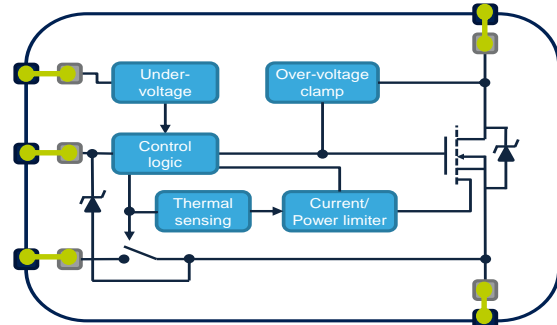 Under-
voltage
Over-voltage
clamp
Control
logic
Thermal
sensing
Current/
Power limiter